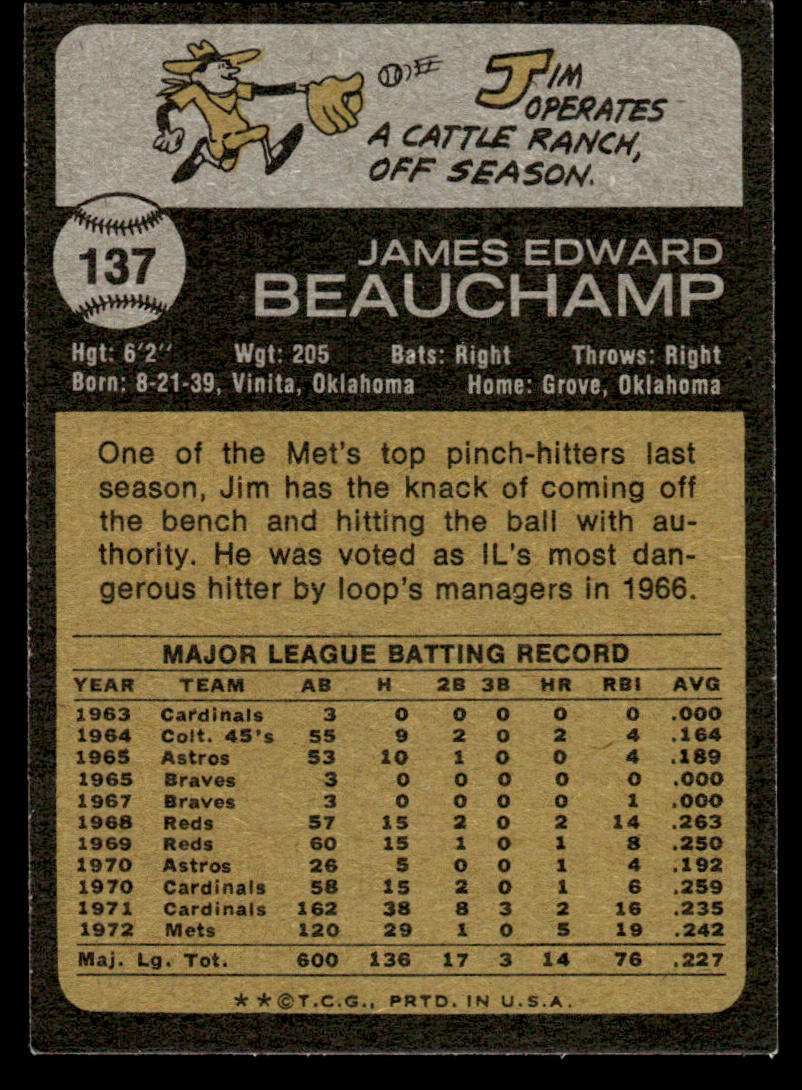 JIM
OPERATES
A CATTLE RANCH,
OFF SEASON.
137
JAMES EDWARD
BEAUCHAMP
Hgt: 6'2" Wgt: 205 Bats: Right Throws: Right
Born: 8-21-39, Vinita, Oklahoma Home: Grove, Oklahoma
One of the Met's top pinch-hitters last
season, Jim has the knack of coming off
the bench and hitting the ball with au-
thority. He was voted as IL's most dan-
gerous hitter by loop's managers in 1966.
MAJOR LEAGUE BATTING RECORD
YEAR TEAM AB H 2B 3B HR RBI AVG
1963 Cardinals 3 0 0 0 0 0 .000
1964 Colt. 45's 55 9 2 0 2 4 .164
1965 Astros 53 10 1 0 0 4 .189
1965 Braves 3 0 0 0 0 0 .000
1967 Braves 3 0 0 0 0 1 .000
1968 Reds 57 15 2 0 2 14 .263
1969 Reds 60 15 1 0 1 8 .250
1970 Astros 26 5 0 0 1 4 .192
1970 Cardinals 58 15 2 0 1 6 .259
1971 Cardinals 162 38 8 3 2 16 .235
1972 Mets 120 29 1 0 5 19 .242
Maj. Lg. Tot. 600 136 17 3 14 76 .227
**©T.C.G., PRTD. IN U.S.A.